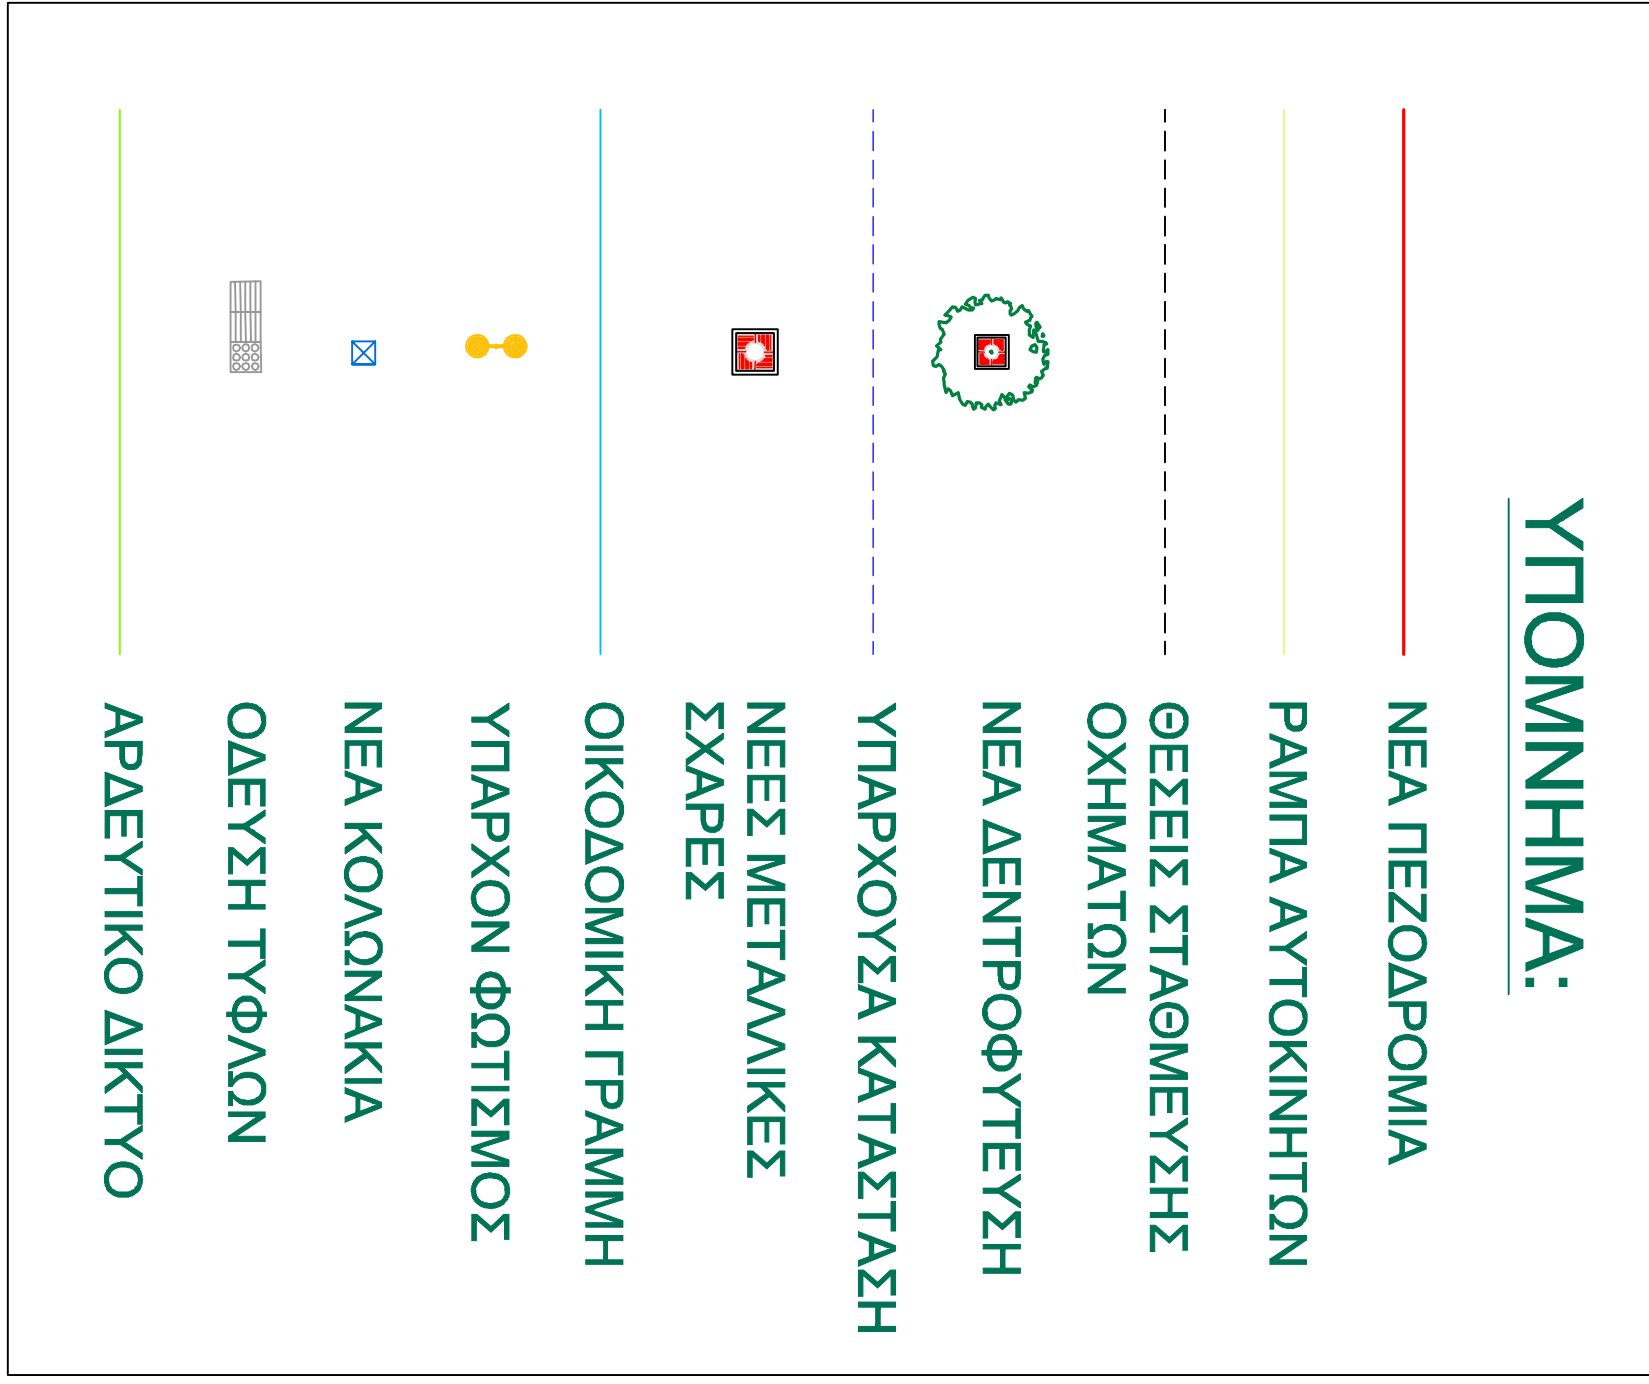 ΥΠΟΜΝΗΜΑ:
ΝΕΑ ΠΕΖΟΔΡΟΜΙΑ
ΡΑΜΠΑ ΑΥΤΟΚΙΝΗΤΩΝ
ΘΕΣΕΙΣ ΣΤΑΘΜΕΥΣΗΣ
ΟΧΗΜΑΤΩΝ
ΝΕΑ ΔΕΝΤΡΟΦΥΤΕΥΣΗ
ΥΠΑΡΧΟΥΣΑ ΚΑΤΑΣΤΑΣΗ
ΝΕΕΣ ΜΕΤΑΛΛΙΚΕΣ
ΣΧΑΡΕΣ
ΟΙΚΟΔΟΜΙΚΗ ΓΡΑΜΜΗ
ΥΠΑΡΧΟΝ ΦΩΤΙΣΜΟΣ
ΝΕΑ ΚΟΛΩΝΑΚΙΑ
ΟΔΕΥΣΗ ΤΥΦΛΩΝ
ΑΡΔΕΥΤΙΚΟ ΔΙΚΤΥΟ